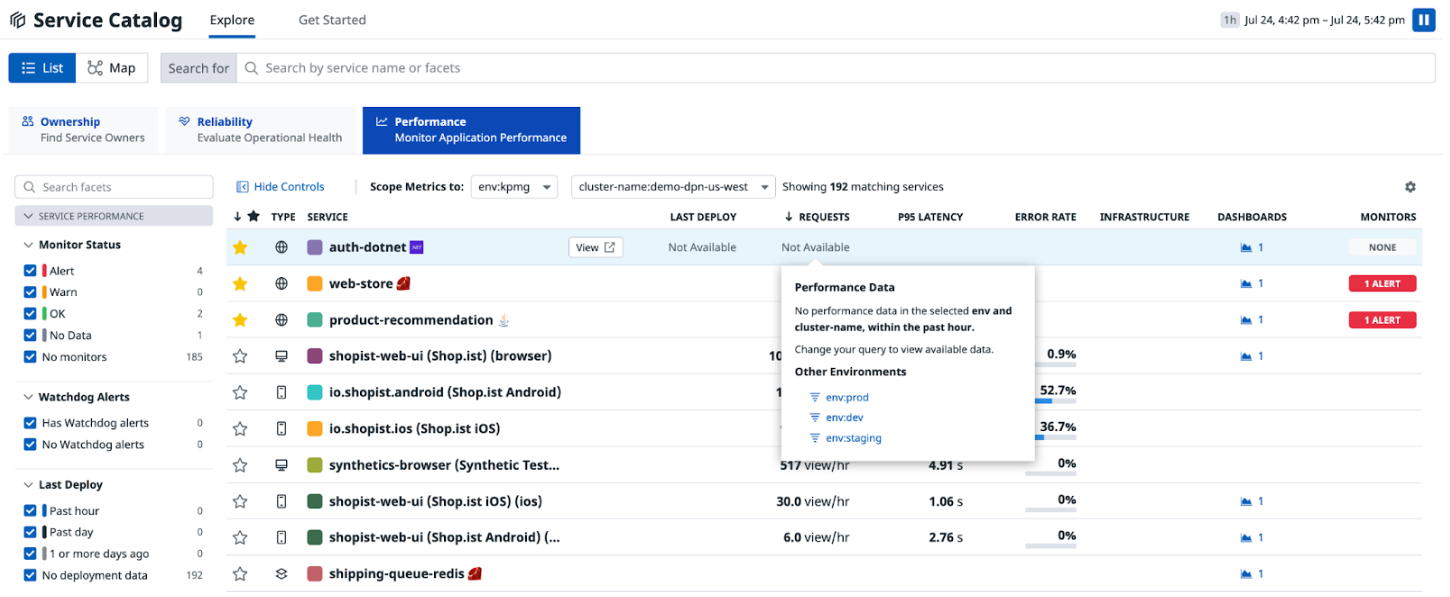 Service Catalog Explore Get Started 1h Jul 24, 4:42 pm – Jul 24, 5:42 pm
List Map Search for Search by service name or facets
Ownership
Find Service Owners
Reliability
Evaluate Operational Health
Performance
Monitor Application Performance
Search facets
Hide Controls Scope Metrics to: env:kpmg cluster-name:demo-dpn-us-west Showing 192 matching services
SERVICE PERFORMANCE
Monitor Status
Alert 4
Warn 0
OK 2
No Data 1
No monitors 185
Watchdog Alerts
Has Watchdog alerts 0
No Watchdog alerts 0
Last Deploy
Past hour 0
Past day 0
1 or more days ago 0
No deployment data 192
TYPE SERVICE LAST DEPLOY REQUESTS P95 LATENCY ERROR RATE INFRASTRUCTURE DASHBOARDS MONITORS
auth-dotnet View Not Available Not Available 1 NONE
web-store 1 1 ALERT
product-recommendation 1 1 ALERT
shopist-web-ui (Shop.ist) (browser) 10 0.9% 1
io.shopist.android (Shop.ist Android) 1 52.7%
io.shopist.ios (Shop.ist iOS) 36.7%
synthetics-browser (Synthetic Test... 517 view/hr 4.91 s 0%
shopist-web-ui (Shop.ist iOS) (ios) 30.0 view/hr 1.06 s 0% 1
shopist-web-ui (Shop.ist Android) (... 6.0 view/hr 2.76 s 0% 1
shipping-queue-redis 1
Performance Data
No performance data in the selected env and
cluster-name, within the past hour.
Change your query to view available data.
Other Environments
env:prod
env:dev
env:staging